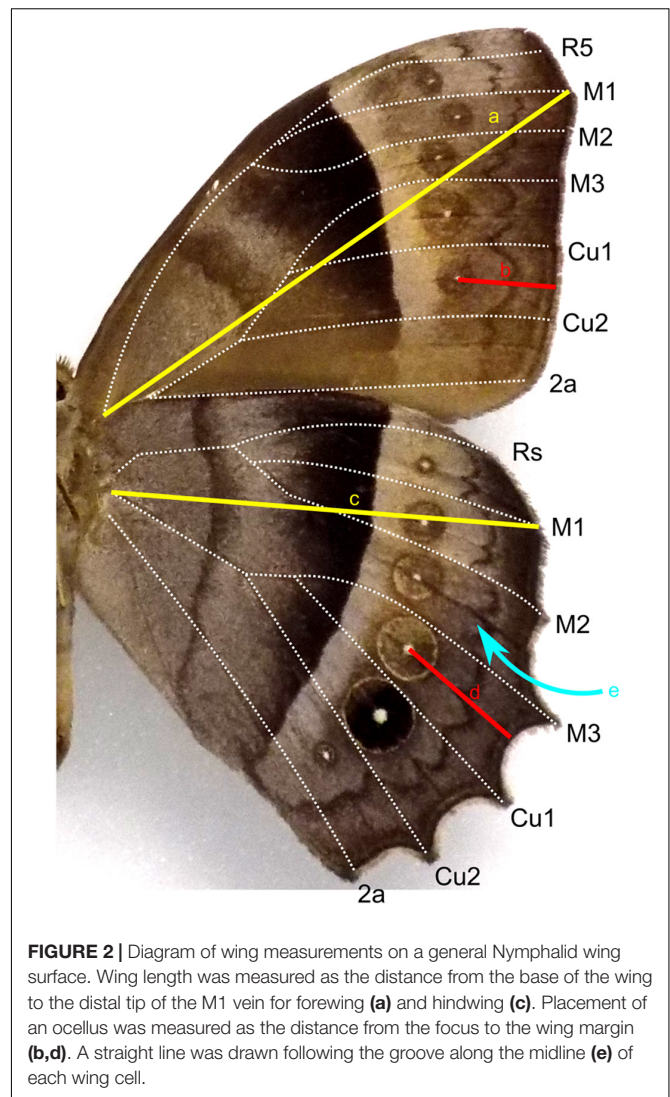 R5
M1
a
M2
M3
Cu1
b
Cu2
2a
Rs
c
M1
M2
d
e
M3
Cu1
Cu2
2a
FIGURE 2 | Diagram of wing measurements on a general Nymphalid wing
surface. Wing length was measured as the distance from the base of the wing
to the distal tip of the M1 vein for forewing (a) and hindwing (c). Placement of
an ocellus was measured as the distance from the focus to the wing margin
(b,d). A straight line was drawn following the groove along the midline (e) of
each wing cell.